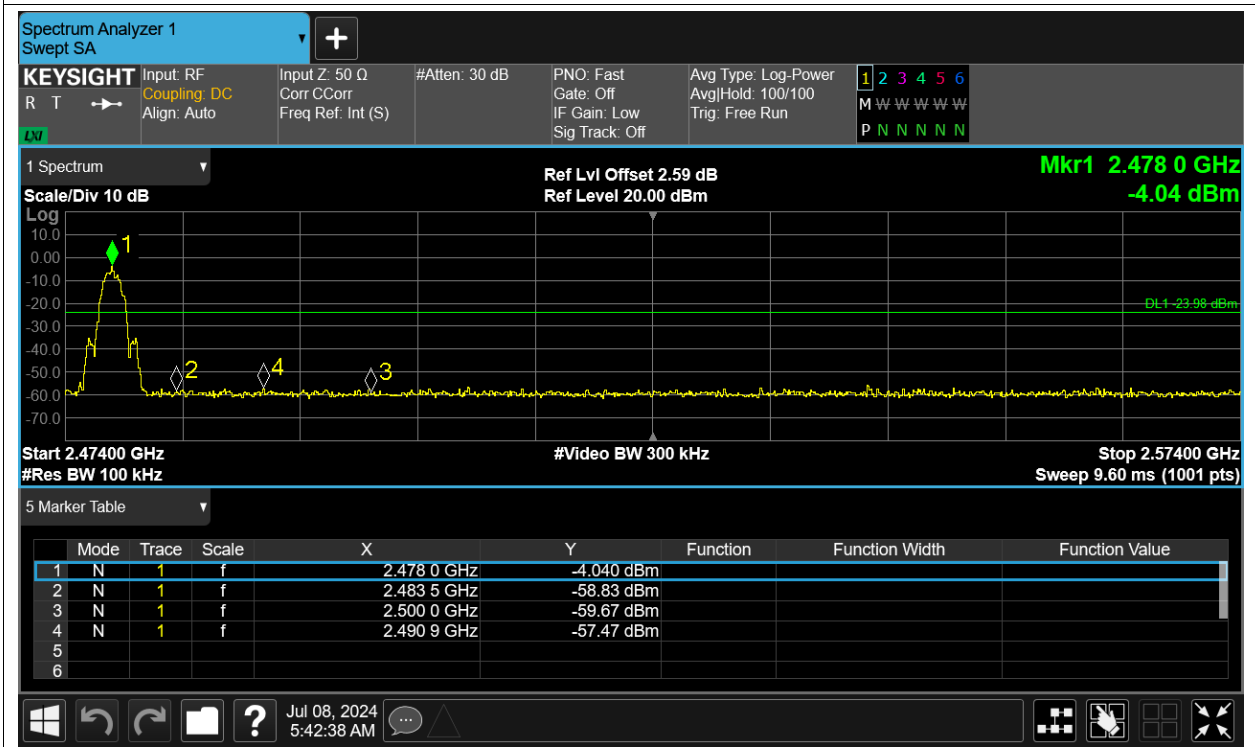 Spectrum Analyzer 1
Swept SA
KEYSIGHT
R T
LXI
Input: RF
Coupling: DC
Align: Auto
Input Z: 50 Ω
Corr CCorr
Freq Ref: Int (S)
#Atten: 30 dB
PNO: Fast
Gate: Off
IF Gain: Low
Sig Track: Off
Avg Type: Log-Power
Avg|Hold: 100/100
Trig: Free Run
1 2 3 4 5 6
M W W W W W
P N N N N N
1 Spectrum
Scale/Div 10 dB
Ref Lvl Offset 2.59 dB
Ref Level 20.00 dBm
Mkr1 2.478 0 GHz
-4.04 dBm
Log
10.0
0.00
-10.0
-20.0
-30.0
-40.0
-50.0
-60.0
-70.0
1
2
4
3
DL1 -23.98 dBm
Start 2.47400 GHz
#Video BW 300 kHz
Stop 2.57400 GHz
#Res BW 100 kHz
Sweep 9.60 ms (1001 pts)
5 Marker Table
Mode Trace Scale X Y Function Function Width Function Value
1 N 1 f 2.478 0 GHz -4.040 dBm
2 N 1 f 2.483 5 GHz -58.83 dBm
3 N 1 f 2.500 0 GHz -59.67 dBm
4 N 1 f 2.490 9 GHz -57.47 dBm
5
6
?
Jul 08, 2024
5:42:38 AM